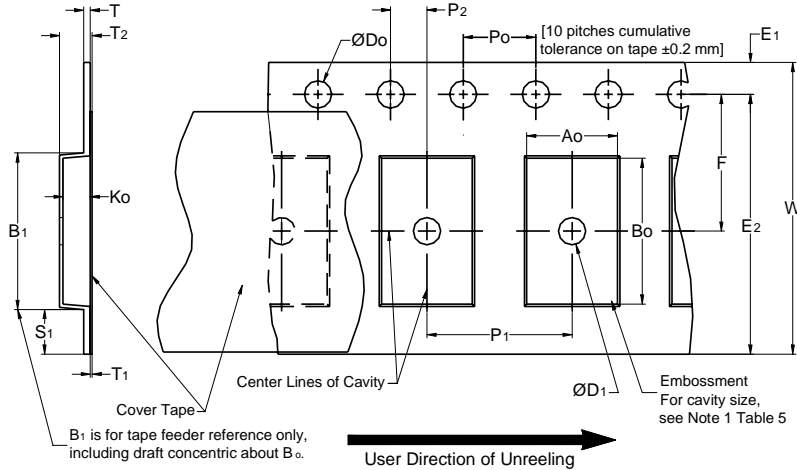 T
T2
P2
ØDo
Po
[10 pitches cumulative
tolerance on tape ±0.2 mm]
E1
Ao
F
W
Ko
B1
Bo
E2
S1
P1
T1
Center Lines of Cavity
ØD1
Embossment
For cavity size,
see Note 1 Table 5
Cover Tape
B1 is for tape feeder reference only,
including draft concentric about Bo.
User Direction of Unreeling